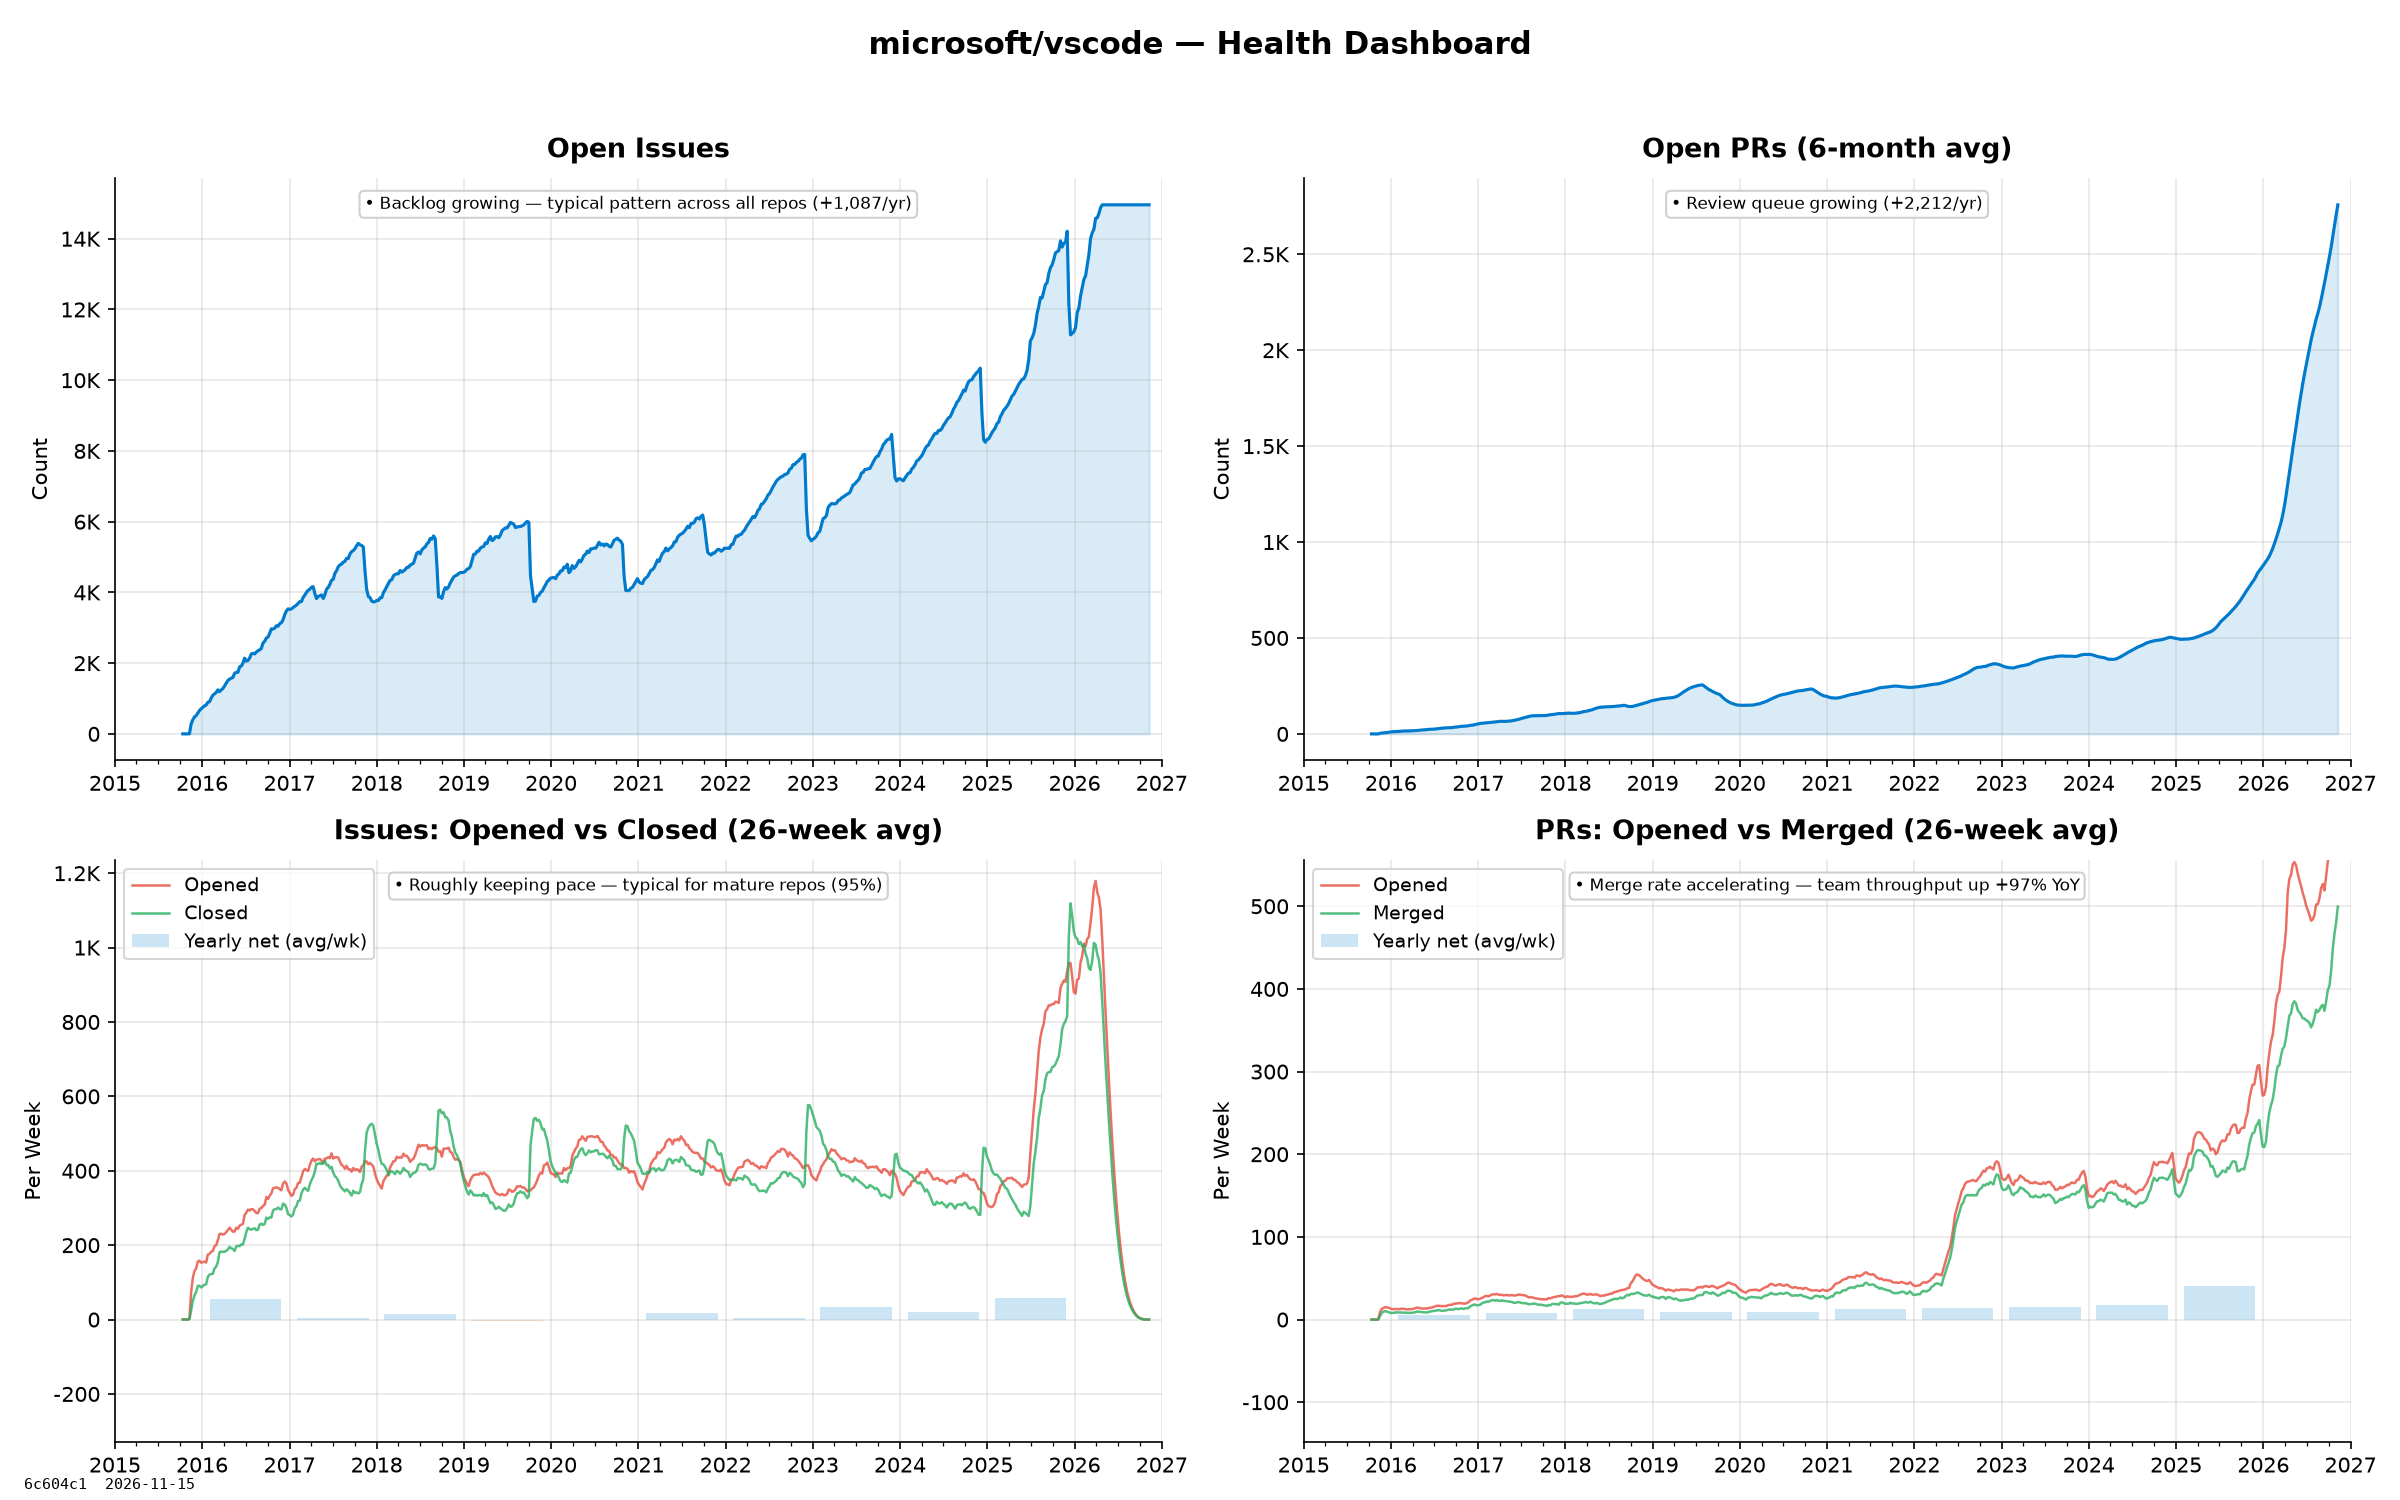 microsoft/vscode — Health Dashboard
Open Issues
• Backlog growing — typical pattern across all repos (+1,087/yr)
Count
14K
12K
10K
8K
6K
4K
2K
0
2015 2016 2017 2018 2019 2020 2021 2022 2023 2024 2025 2026 2027
Open PRs (6-month avg)
• Review queue growing (+2,212/yr)
Count
2.5K
2K
1.5K
1K
500
0
2015 2016 2017 2018 2019 2020 2021 2022 2023 2024 2025 2026 2027
Issues: Opened vs Closed (26-week avg)
Opened
Closed
Yearly net (avg/wk)
• Roughly keeping pace — typical for mature repos (95%)
Per Week
1.2K
1K
800
600
400
200
0
-200
2015 2016 2017 2018 2019 2020 2021 2022 2023 2024 2025 2026 2027
PRs: Opened vs Merged (26-week avg)
Opened
Merged
Yearly net (avg/wk)
• Merge rate accelerating — team throughput up +97% YoY
Per Week
500
400
300
200
100
0
-100
2015 2016 2017 2018 2019 2020 2021 2022 2023 2024 2025 2026 2027
6c604c1 2026-11-15